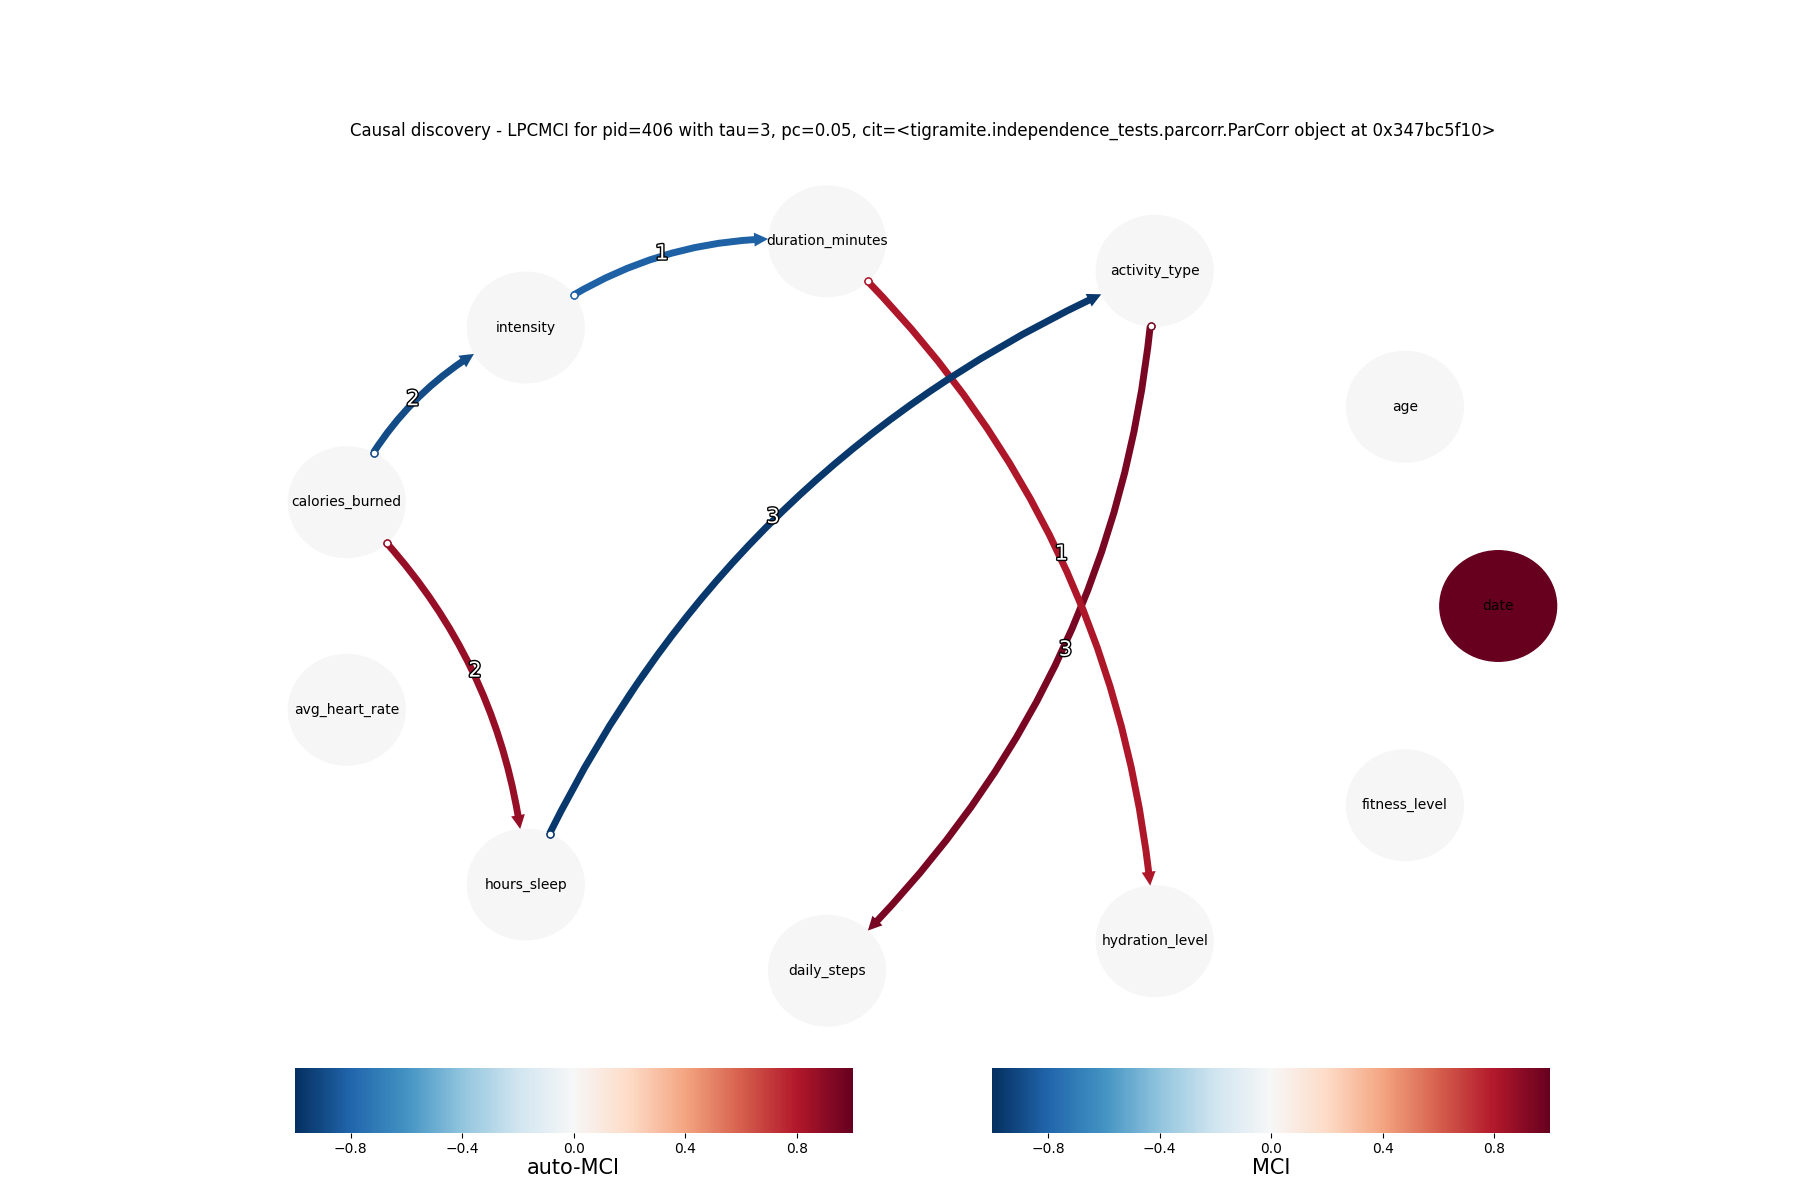 Causal discovery - LPCMCI for pid=406 with tau=3, pc=0.05, cit=<tigramite.independence_tests.parcorr.ParCorr object at 0x347bc5f10>
duration_minutes
1
activity_type
intensity
2
age
calories_burned
3
1
date
3
2
avg_heart_rate
fitness_level
hours_sleep
hydration_level
daily_steps
−0.8 −0.4 0.0 0.4 0.8
auto-MCI
−0.8 −0.4 0.0 0.4 0.8
MCI